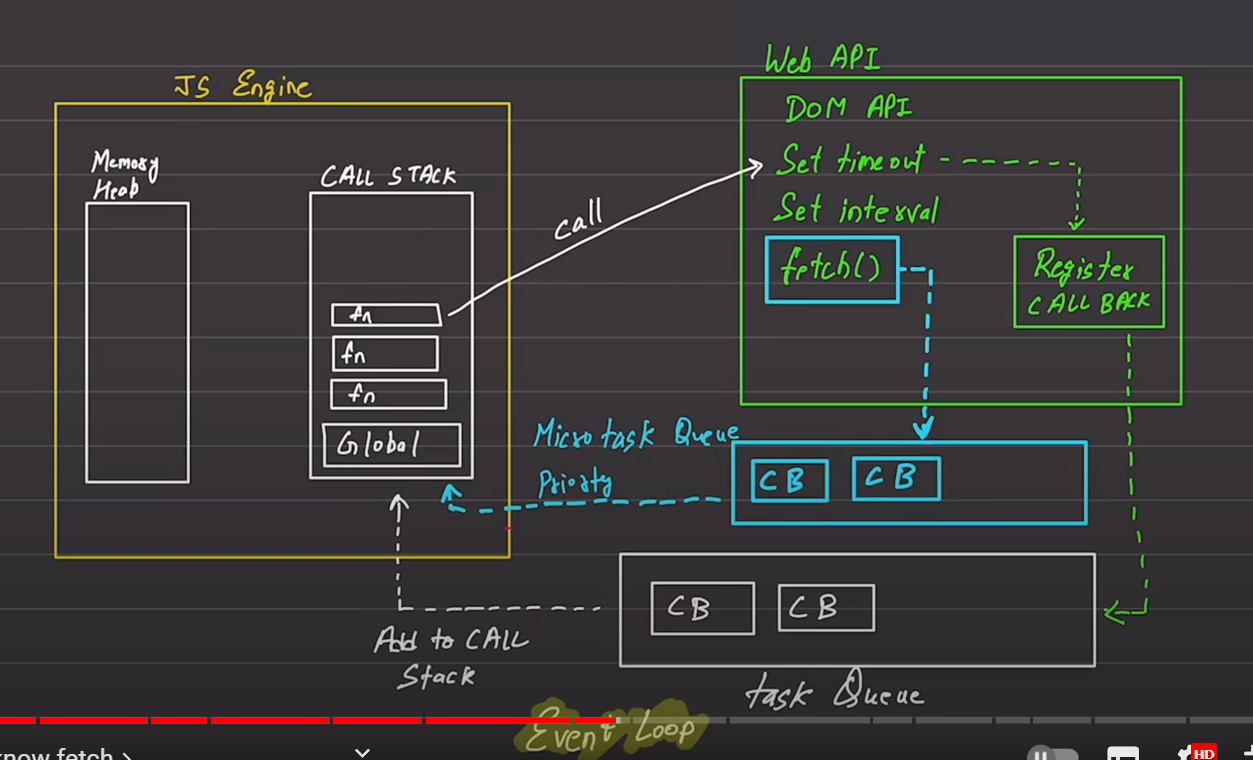 JS Engine
Memory
Heap
CALL STACK
fn
fn
fn
Global
call
Web API
DOM API
Set timeout
Set interval
fetch()
Register
CALL BACK
Micro task Queue
Priority
CB CB
CB CB
Add to CALL
Stack
task Queue
Event Loop
now fetch >
HD